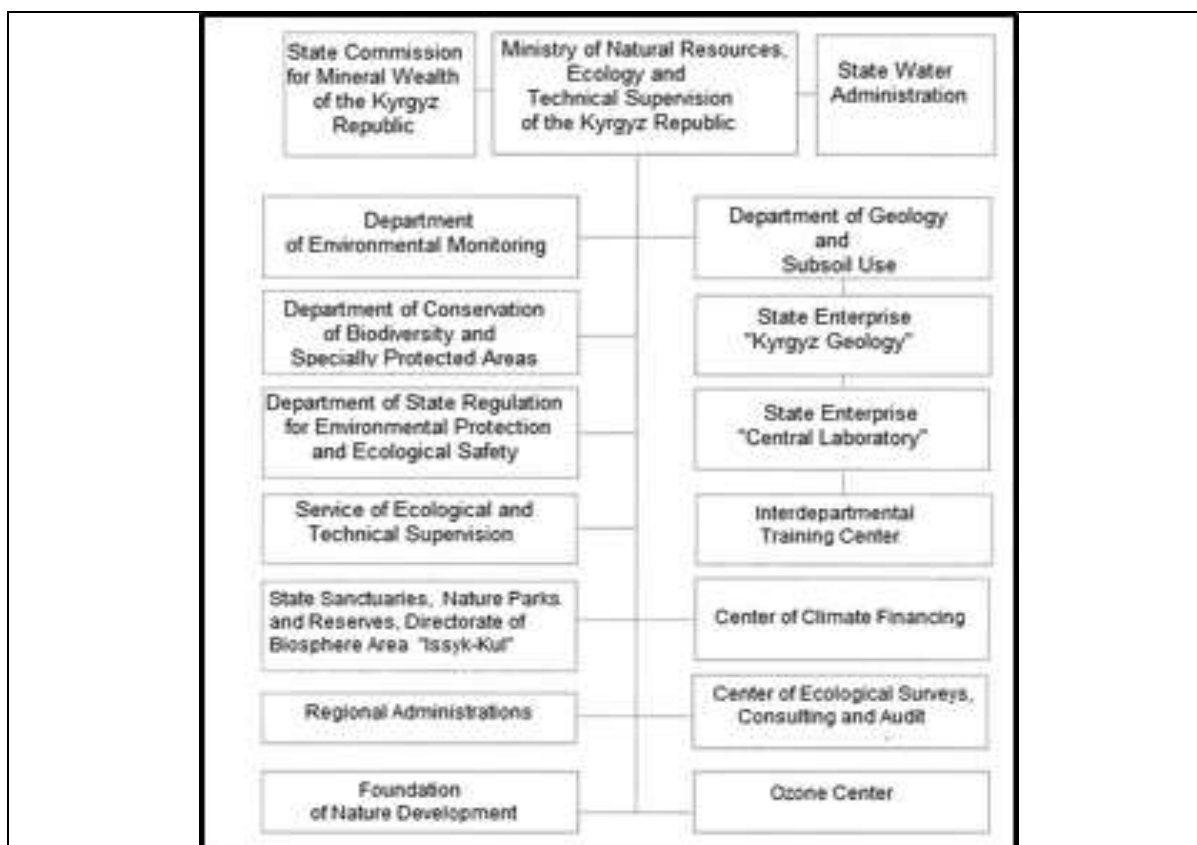 State Commission
for Mineral Wealth
of the Kyrgyz
Republic
Ministry of Natural Resources,
Ecology and
Technical Supervision
of the Kyrgyz Republic
State Water
Administration
Department
of Environmental Monitoring
Department of Geology
and
Subsoil Use
Department of Conservation
of Biodiversity and
Specially Protected Areas
State Enterprise
"Kyrgyz Geology"
Department of State Regulation
for Environmental Protection
and Ecological Safety
State Enterprise
"Central Laboratory"
Service of Ecological and
Technical Supervision
Interdepartmental
Training Center
State Sanctuaries, Nature Parks
and Reserves, Directorate of
Biosphere Area "Issyk-Kul"
Center of Climate Financing
Regional Administrations
Center of Ecological Surveys,
Consulting and Audit
Foundation
of Nature Development
Ozone Center